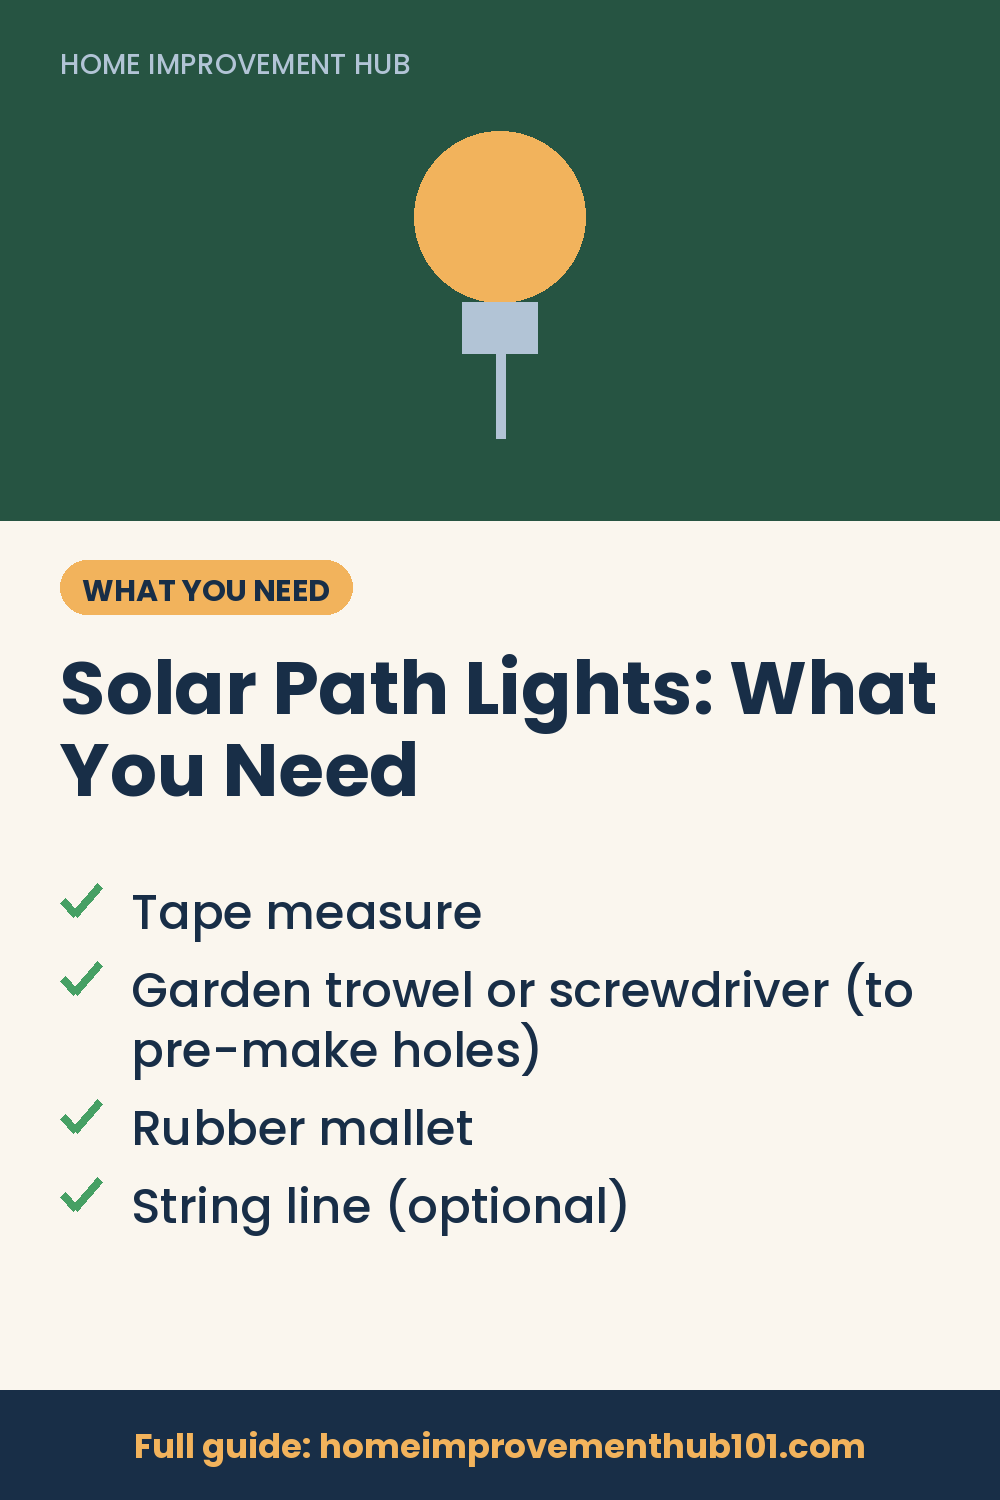 HOME IMPROVEMENT HUB
WHAT YOU NEED
Solar Path Lights: What
You Need
Tape measure
Garden trowel or screwdriver (to
pre-make holes)
Rubber mallet
String line (optional)
Full guide: homeimprovementhub101.com